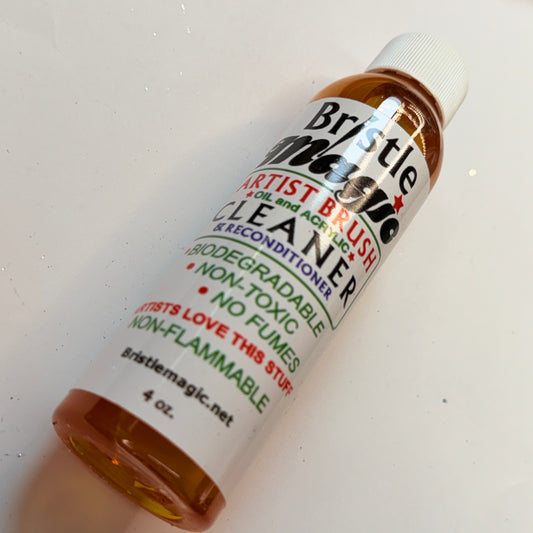 Bristle
magic
ARTIST BRUSH
OIL and ACRYLIC
CLEANER
& RECONDITIONER
BIODEGRADABLE
• NON-TOXIC
• NO FUMES
ARTISTS LOVE THIS STUFF
NON-FLAMMABLE
Bristlemagic.net
4 oz.